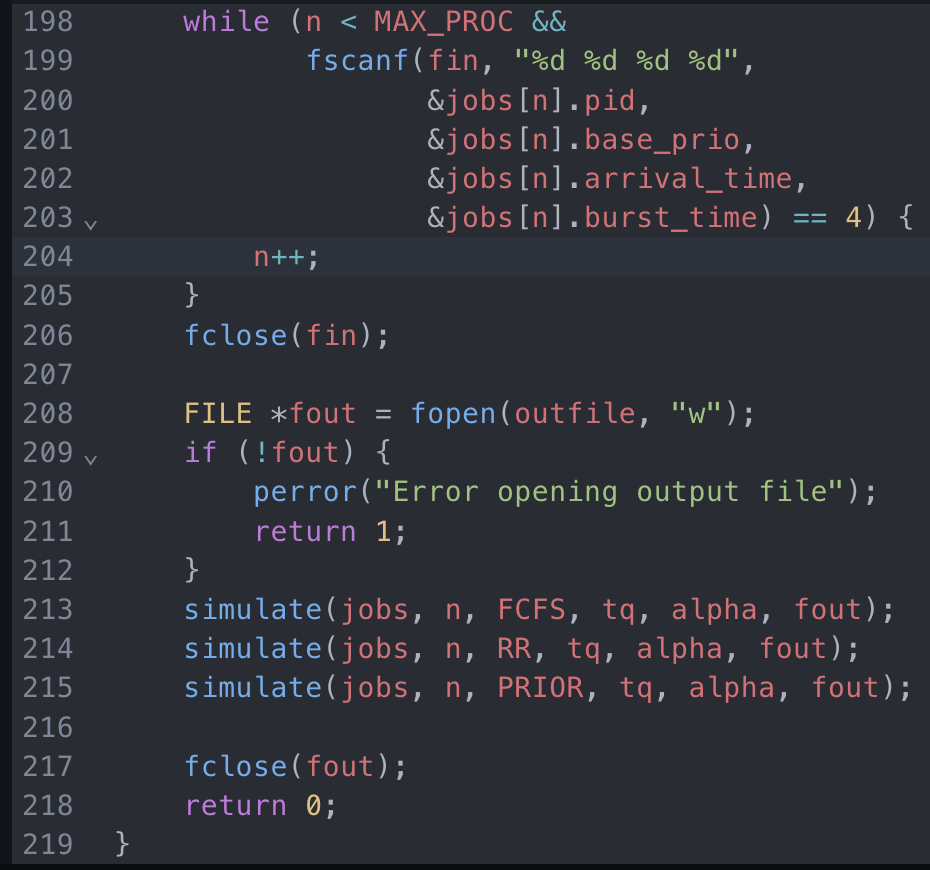 198 while (n < MAX_PROC &&
199 fscanf(fin, "%d %d %d %d",
200 &jobs[n].pid,
201 &jobs[n].base_prio,
202 &jobs[n].arrival_time,
203 &jobs[n].burst_time) == 4) {
204 n++;
205 }
206 fclose(fin);
207
208 FILE *fout = fopen(outfile, "w");
209 if (!fout) {
210 perror("Error opening output file");
211 return 1;
212 }
213 simulate(jobs, n, FCFS, tq, alpha, fout);
214 simulate(jobs, n, RR, tq, alpha, fout);
215 simulate(jobs, n, PRIOR, tq, alpha, fout);
216
217 fclose(fout);
218 return 0;
219 }